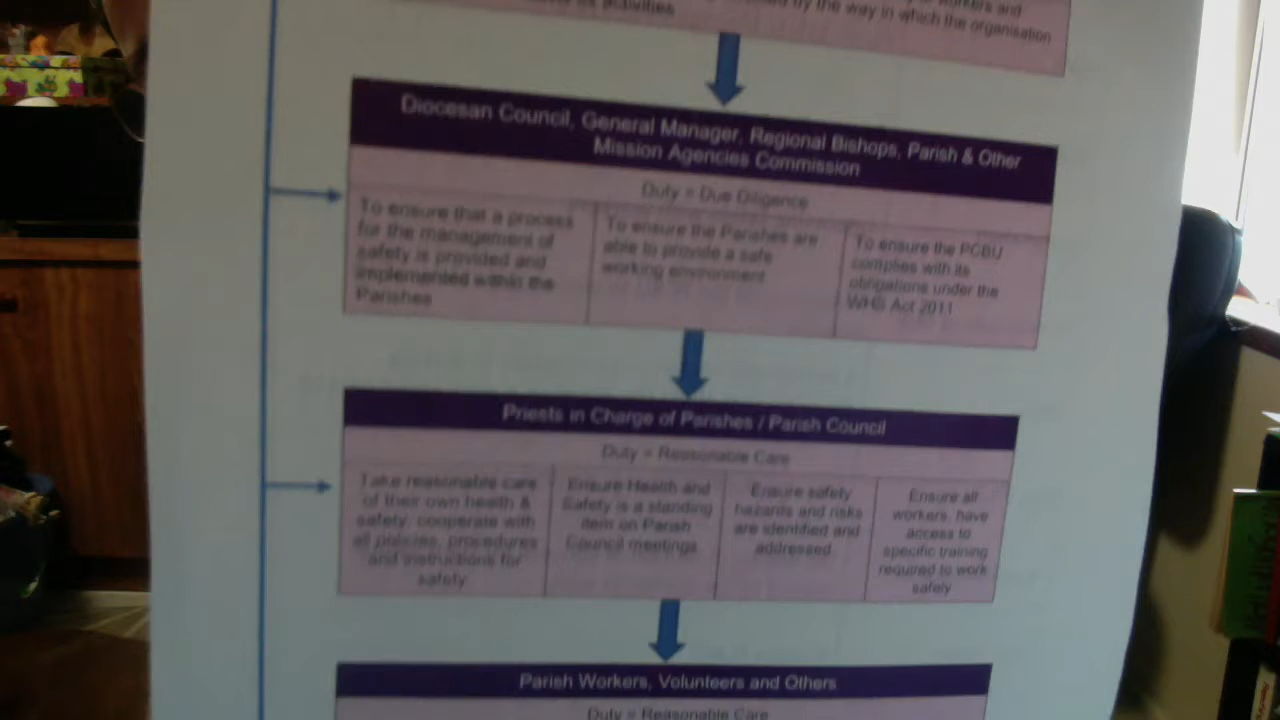 workers and
by the way in which the organisation
activities
Diocesan Council, General Manager, Regional Bishops, Parish & Other
Mission Agencies Commission
Duty = Due Diligence
To ensure that a process
for the management of
safety is provided and
implemented within the
Parishes
To ensure the Parishes are
able to provide a safe
working environment
To ensure the PCBU
complies with its
obligations under the
WHS Act 2011
Priests in Charge of Parishes / Parish Council
Duty = Reasonable Care
Take reasonable care
of their own health &
safety, cooperate with
all policies, procedures
and instructions for
safety
Ensure Health and
Safety is a standing
item on Parish
Council meetings
Ensure safety
hazards and risks
are identified and
addressed
Ensure all
workers, have
access to
specific training
required to work
safely
Parish Workers, Volunteers and Others
Duty = Reasonable Care